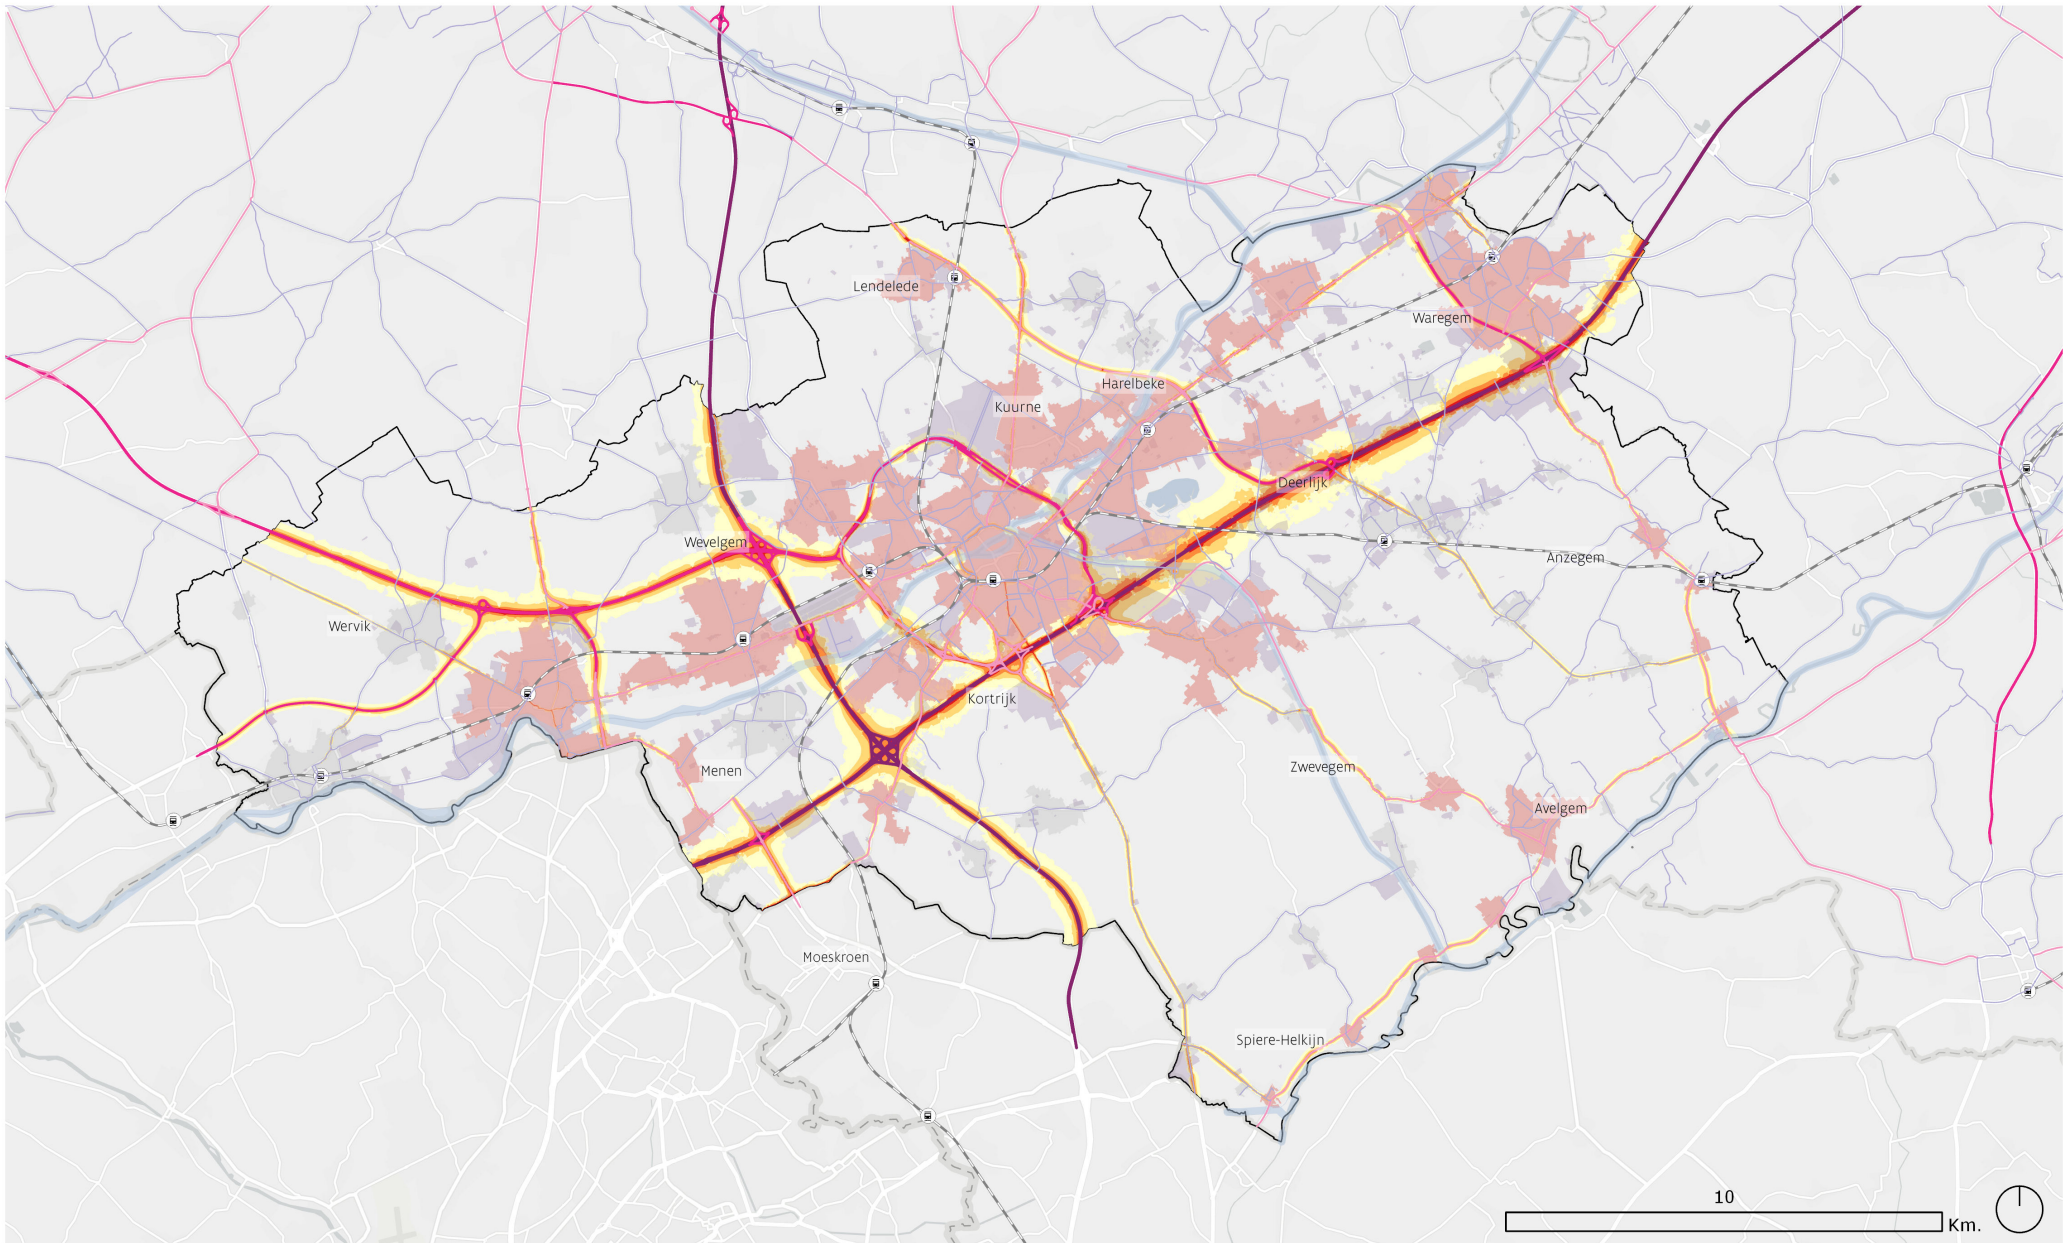 Lendelede
Waregem
Harelbeke
Kuurne
Deerlijk
Wevelgem
Anzegem
Wervik
Kortrijk
Menen
Zwevegem
Avelgem
Moeskroen
Spiere-Helkijn
10
Km.